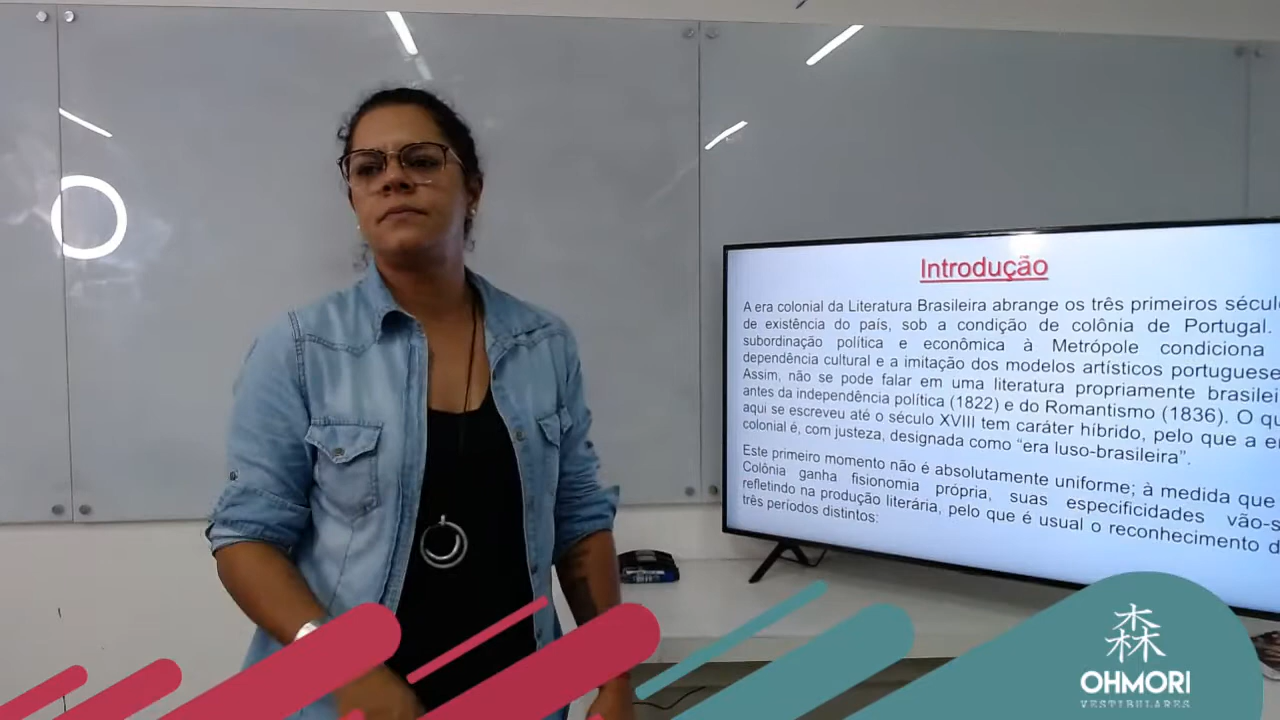 Introdução
A era colonial da Literatura Brasileira abrange os três primeiros
de existência do país, sob a condição de colônia de Portugal.
subordinação política e econômica à Metrópole condiciona
dependência cultural e a imitação dos modelos artísticos
Assim, não se pode falar em uma literatura propriamente
antes da independência política (1822) e do Romantismo (1836). O
aqui se escreveu até o século XVIII tem caráter híbrido, pelo que a
colonial é, com justeza, designada como “era luso-brasileira”.
Este primeiro momento não é absolutamente uniforme; à medida que
Colônia ganha fisionomia própria, suas especificidades
refletindo na produção literária, pelo que é usual o reconhecimento
três períodos distintos:
森
OHMORI
VESTIBULARES